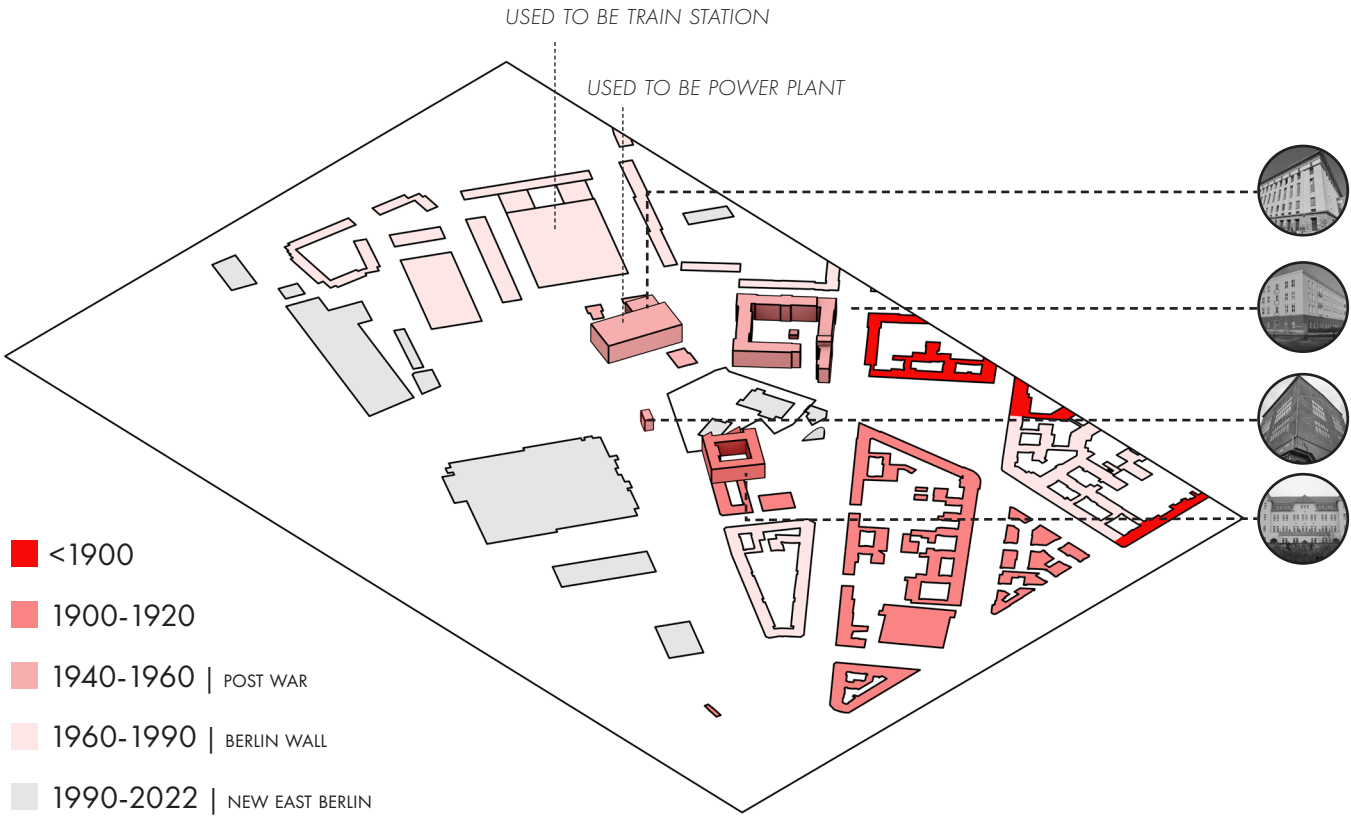 USED TO BE TRAIN STATION
USED TO BE POWER PLANT
<1900
1900-1920
1940-1960 | POST WAR
1960-1990 | BERLIN WALL
1990-2022 | NEW EAST BERLIN